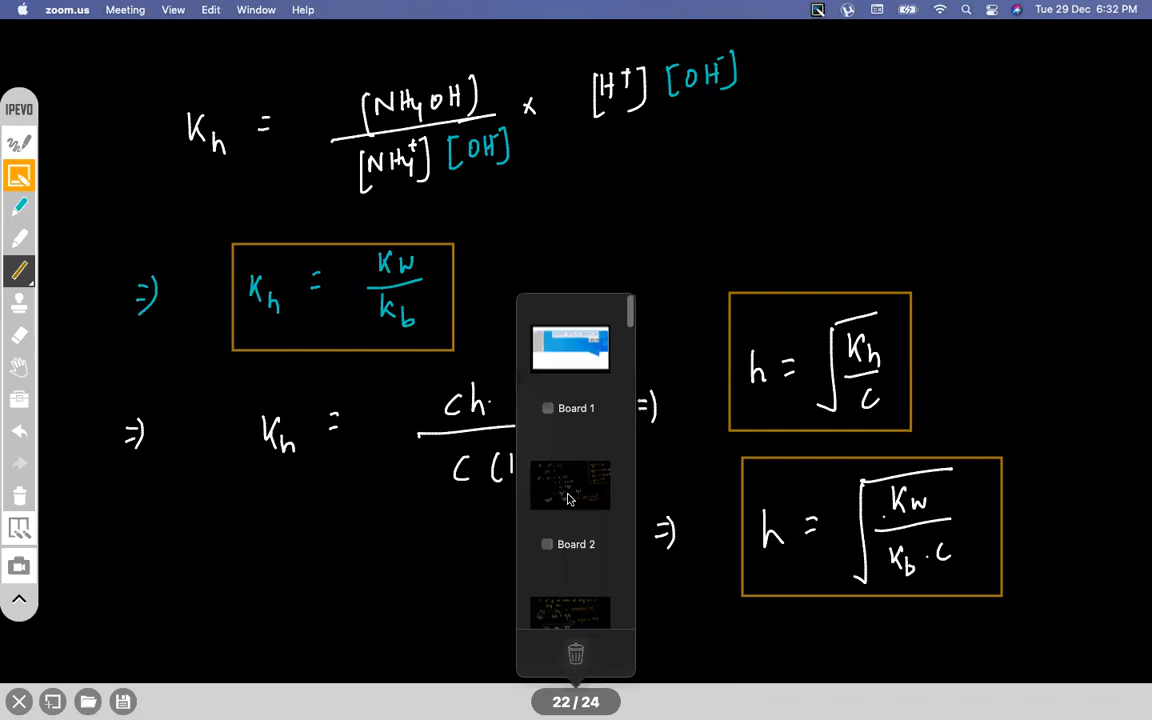 zoom.us Meeting View Edit Window Help Tue 29 Dec 6:32 PM
IPEVO
Kh = [NH4OH] / [NH4+] [OH-] × [H+] [OH-]
=) Kh = Kw / Kb
=) Kh = ch. / C (1
=) h = √(Kh / C)
=) h = √(Kw / Kb . C)
Board 1
Board 2
22 / 24